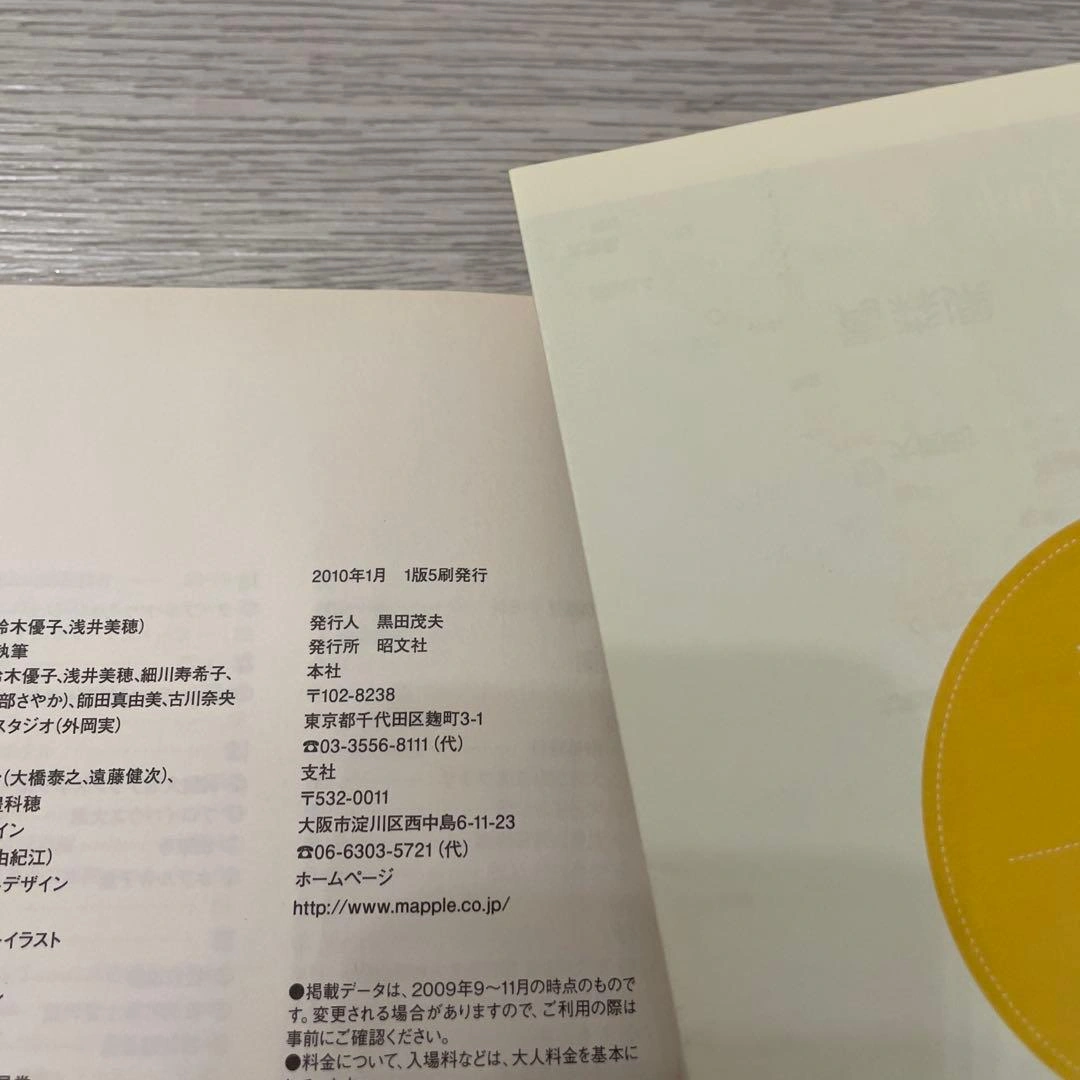 鈴木優子、浅井美穂)
執筆
鈴木優子、浅井美穂、細川寿希子、
部さやか)、師田真由美、古川奈央
スタジオ(外岡実)
(大橋泰之、遠藤健次)、
豊科穂
イン
由紀江)
デザイン
イラスト
2010年1月 1版5刷発行
発行人 黒田茂夫
発行所 昭文社
本社
〒102-8238
東京都千代田区麹町3-1
☎03-3556-8111(代)
支社
〒532-0011
大阪市淀川区西中島6-11-23
☎06-6303-5721(代)
ホームページ
http://www.mapple.co.jp/
●掲載データは、2009年9〜11月の時点のもので
す。変更される場合がありますので、ご利用の際は
事前にご確認ください。
●料金について、入場料などは、大人料金を基本に